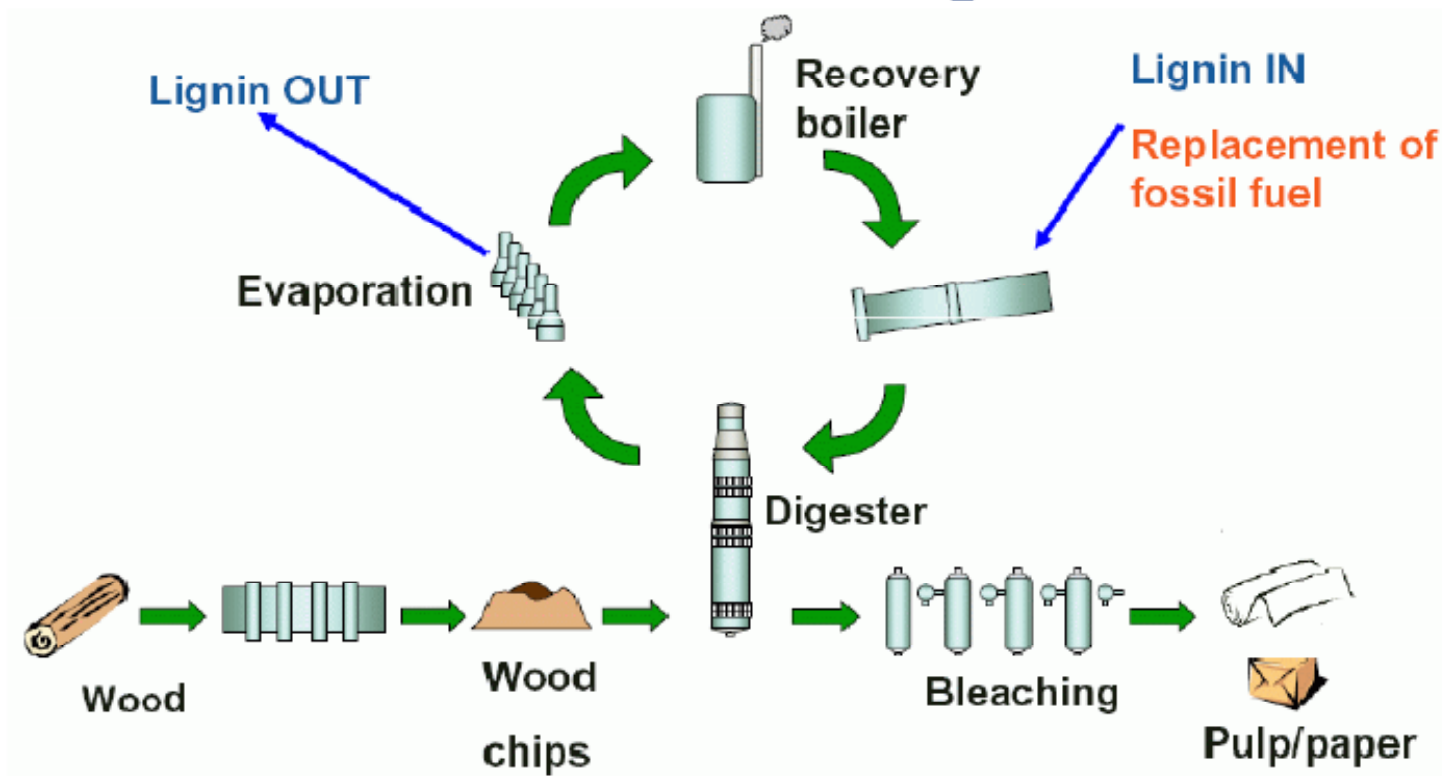 Lignin OUT
Recovery
boiler
Lignin IN
Replacement of
fossil fuel
Evaporation
Digester
Wood
Wood
chips
Bleaching
Pulp/paper